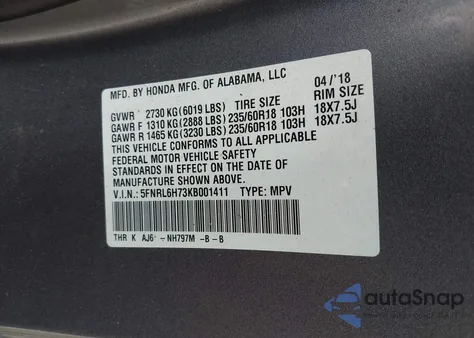 MFD. BY HONDA MFG. OF ALABAMA, LLC 04/'18
GVWR 2730 KG (6019 LBS) TIRE SIZE RIM SIZE
GAWR F 1310 KG (2888 LBS) 235/60R18 103H 18X7.5J
GAWR R 1465 KG (3230 LBS) 235/60R18 103H 18X7.5J
THIS VEHICLE CONFORMS TO ALL APPLICABLE
FEDERAL MOTOR VEHICLE SAFETY
STANDARDS IN EFFECT ON THE DATE OF
MANUFACTURE SHOWN ABOVE.
V.I.N.: 5FNRL6H73KB001411 TYPE: MPV
THR K AJ6- -NH797M -B -B
autoSnap